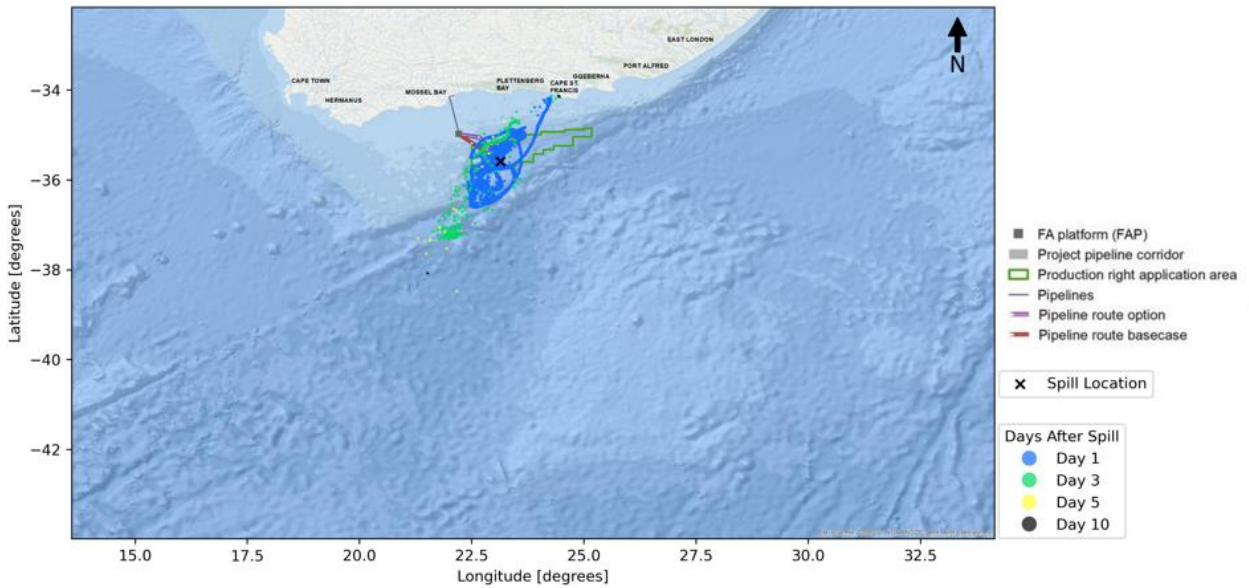 EAST LONDON
PORT ALFRED
GQEBERHA
CAPE TOWN
PLETTENBERG
BAY
CAPE ST.
FRANCIS
MOSSEL BAY
HERMANUS
N
−34
−36
−38
−40
−42
Latitude [degrees]
15.0 17.5 20.0 22.5 25.0 27.5 30.0 32.5
Longitude [degrees]
FA platform (FAP)
Project pipeline corridor
Production right application area
Pipelines
Pipeline route option
Pipeline route basecase
Spill Location
Days After Spill
Day 1
Day 3
Day 5
Day 10